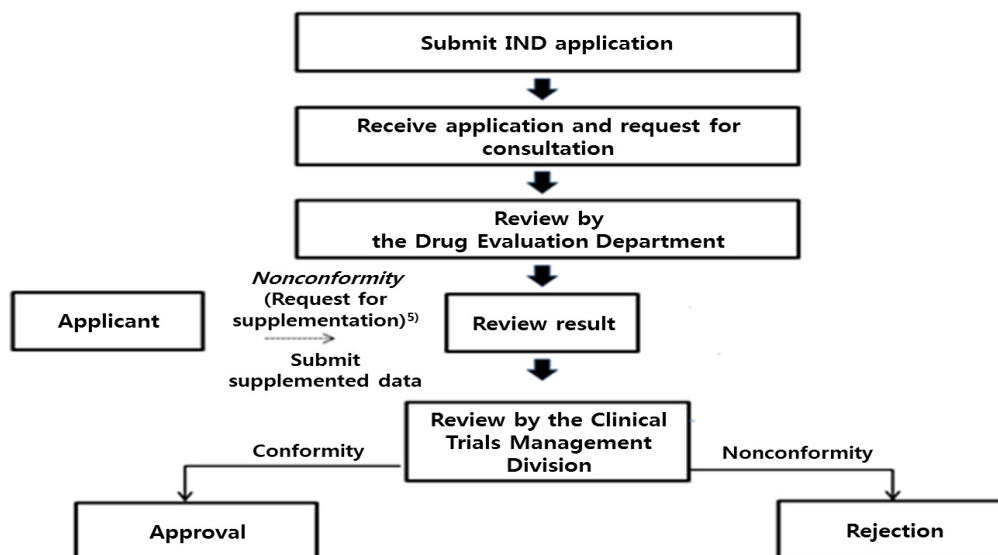 Submit IND application
Receive application and request for
consultation
Review by
the Drug Evaluation Department
Nonconformity
(Request for
supplementation)5)
Applicant
Review result
Submit
supplemented data
Review by the Clinical
Trials Management
Division
Conformity
Nonconformity
Approval
Rejection